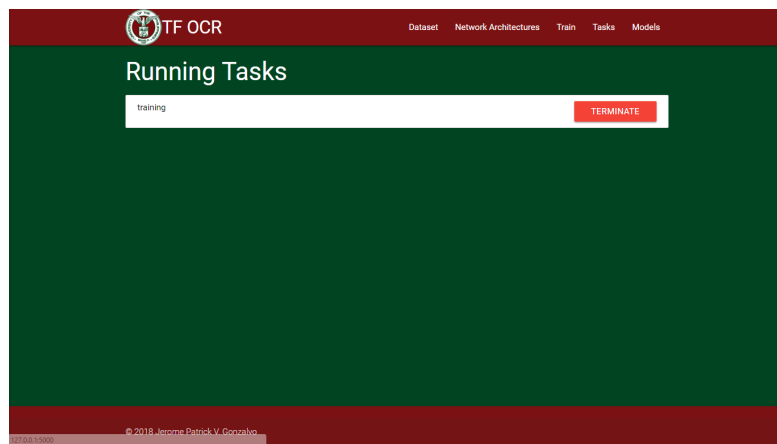 TF OCR
Dataset Network Architectures Train Tasks Models
Running Tasks
training
TERMINATE
© 2018 Jerome Patrick V. Gonzalvo
127.0.0.1:5000